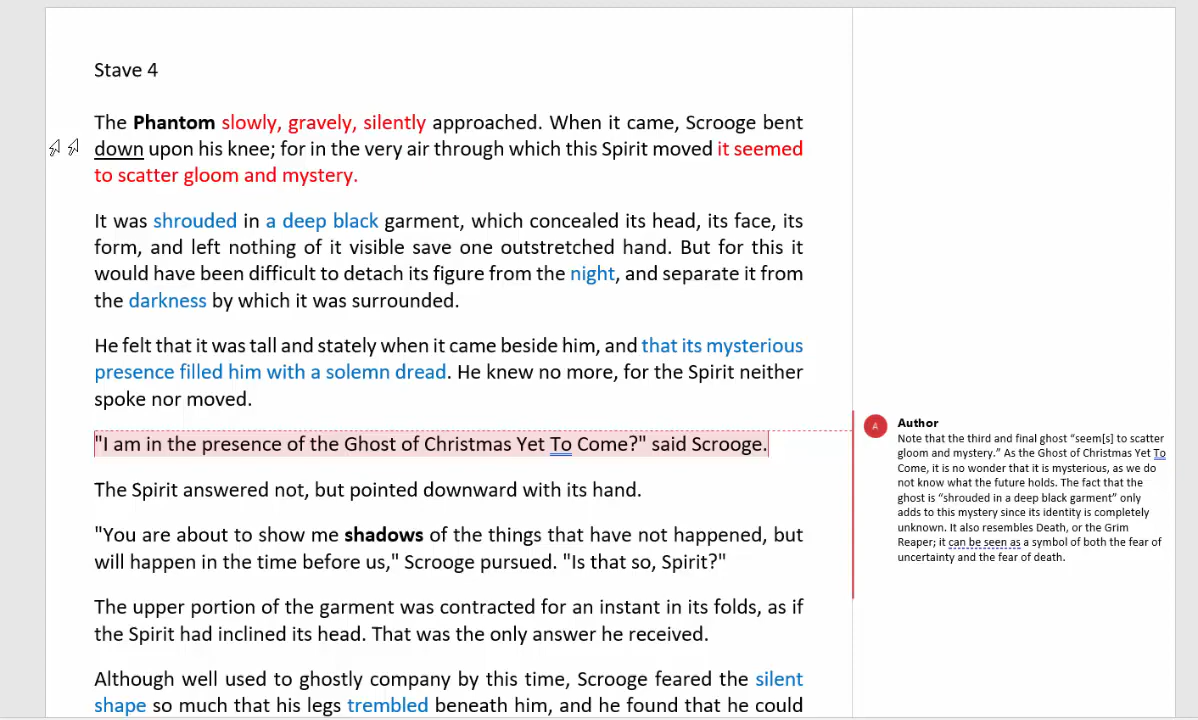 Stave 4
The Phantom slowly, gravely, silently approached. When it came, Scrooge bent
down upon his knee; for in the very air through which this Spirit moved it seemed
to scatter gloom and mystery.
It was shrouded in a deep black garment, which concealed its head, its face, its
form, and left nothing of it visible save one outstretched hand. But for this it
would have been difficult to detach its figure from the night, and separate it from
the darkness by which it was surrounded.
He felt that it was tall and stately when it came beside him, and that its mysterious
presence filled him with a solemn dread. He knew no more, for the Spirit neither
spoke nor moved.
"I am in the presence of the Ghost of Christmas Yet To Come?" said Scrooge.
The Spirit answered not, but pointed downward with its hand.
"You are about to show me shadows of the things that have not happened, but
will happen in the time before us," Scrooge pursued. "Is that so, Spirit?"
The upper portion of the garment was contracted for an instant in its folds, as if
the Spirit had inclined its head. That was the only answer he received.
Although well used to ghostly company by this time, Scrooge feared the silent
shape so much that his legs trembled beneath him, and he found that he could
A
Author
Note that the third and final ghost “seem[s] to scatter
gloom and mystery.” As the Ghost of Christmas Yet To
Come, it is no wonder that it is mysterious, as we do
not know what the future holds. The fact that the
ghost is “shrouded in a deep black garment” only
adds to this mystery since its identity is completely
unknown. It also resembles Death, or the Grim
Reaper; it can be seen as a symbol of both the fear of
uncertainty and the fear of death.